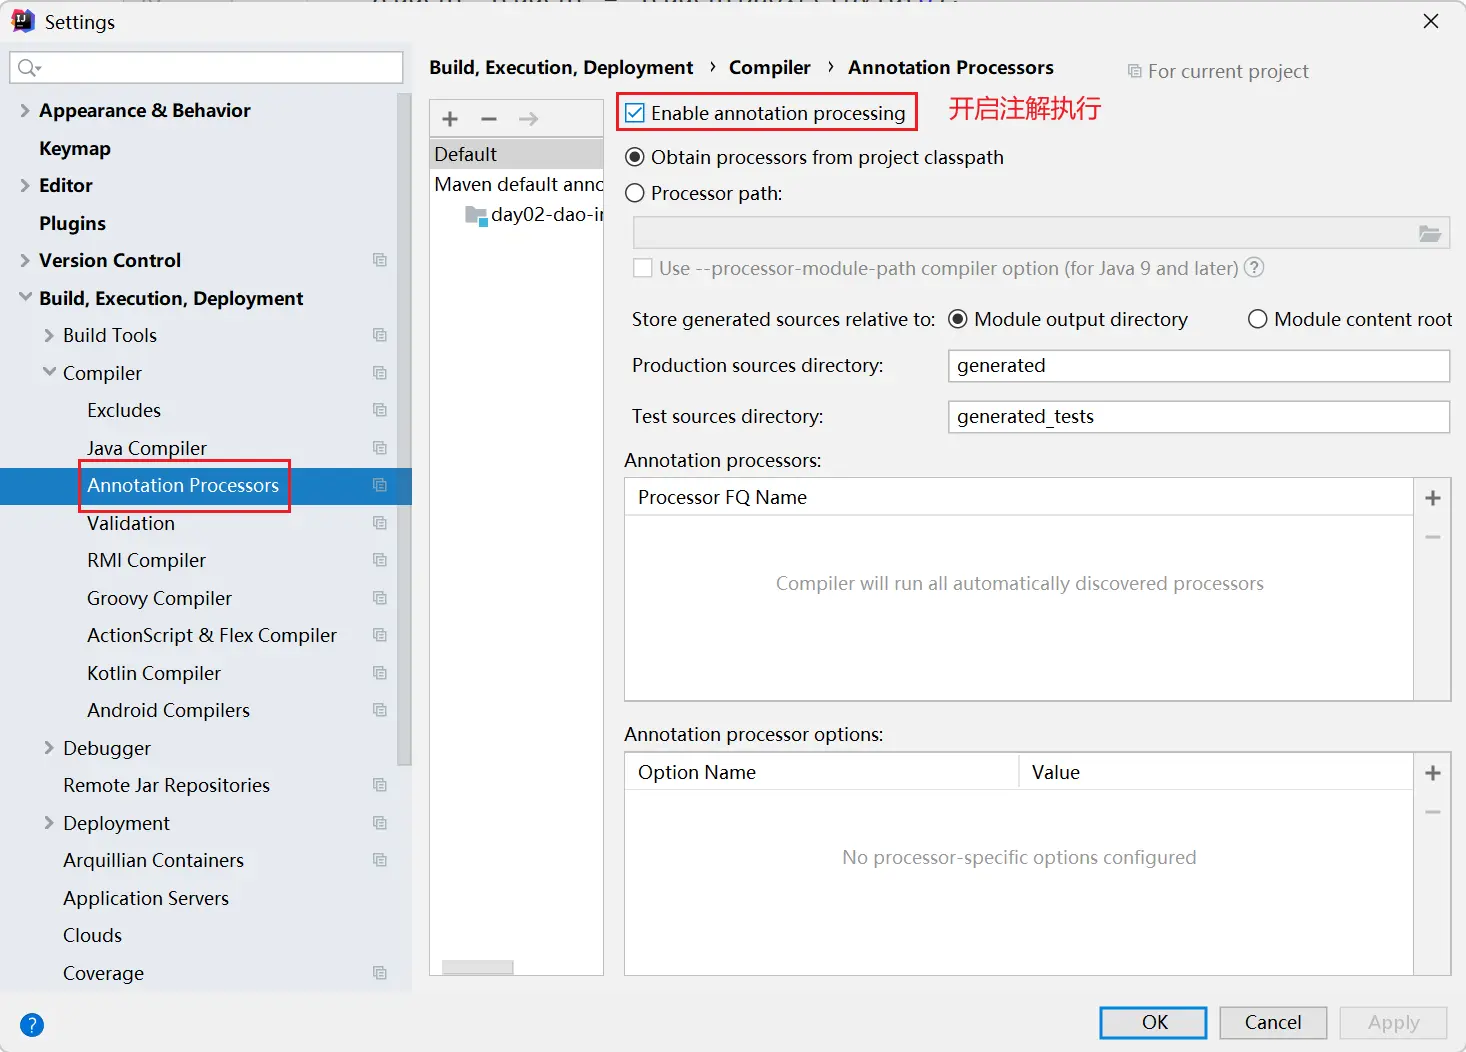 Settings
Appearance & Behavior
Keymap
Editor
Plugins
Version Control
Build, Execution, Deployment
Build Tools
Compiler
Excludes
Java Compiler
Annotation Processors
Validation
RMI Compiler
Groovy Compiler
ActionScript & Flex Compiler
Kotlin Compiler
Android Compilers
Debugger
Remote Jar Repositories
Deployment
Arquillian Containers
Application Servers
Clouds
Coverage
Build, Execution, Deployment › Compiler › Annotation Processors
For current project
Default
Maven default anno
day02-dao-in
Enable annotation processing
开启注解执行
Obtain processors from project classpath
Processor path:
Use --processor-module-path compiler option (for Java 9 and later)
Store generated sources relative to: Module output directory Module content root
Production sources directory: generated
Test sources directory: generated_tests
Annotation processors:
Processor FQ Name
Compiler will run all automatically discovered processors
Annotation processor options:
Option Name Value
No processor-specific options configured
OK Cancel Apply